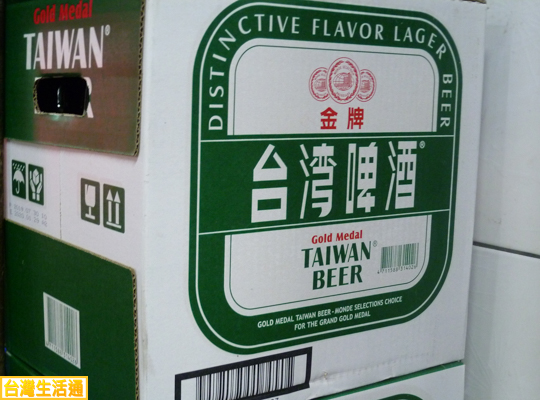 Gold Medal
TAIWAN®
DISTINCTIVE FLAVOR LAGER BEER
金牌
台湾啤酒®
Gold Medal
TAIWAN®
BEER
GOLD MEDAL TAIWAN BEER • MONDE SELECTIONS CHOICE
FOR THE GRAND GOLD MEDAL
台灣生活通